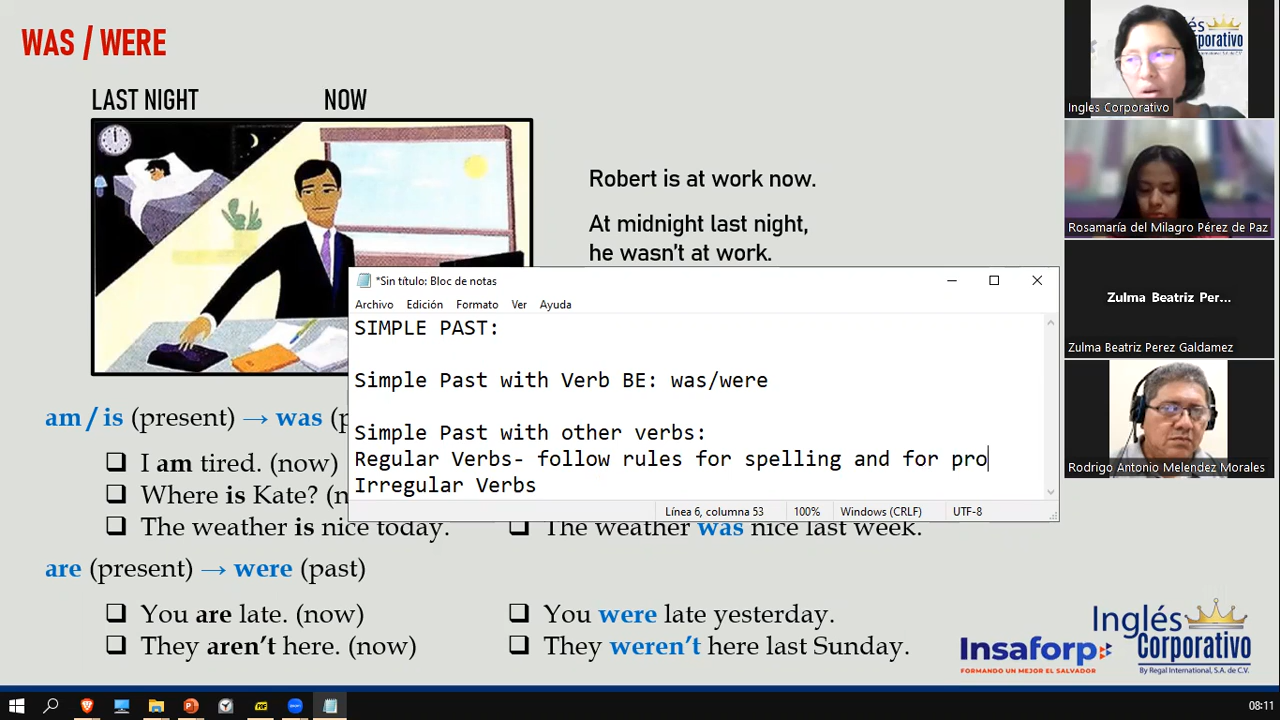 WAS / WERE
LAST NIGHT
NOW
Robert is at work now.
At midnight last night,
he wasn't at work.
*Sin título: Bloc de notas
Archivo Edición Formato Ver Ayuda
SIMPLE PAST:
Simple Past with Verb BE: was/were
Simple Past with other verbs:
Regular Verbs- follow rules for spelling and for pro
Irregular Verbs
Línea 6, columna 53 100% Windows (CRLF) UTF-8
am / is (present) → was (p
❑ I am tired. (now)
❑ Where is Kate? (n
❑ The weather is nice today.
❑ The weather was nice last week.
are (present) → were (past)
❑ You are late. (now)
❑ They aren't here. (now)
❑ You were late yesterday.
❑ They weren't here last Sunday.
Insaforp
FORMANDO UN MEJOR EL SALVADOR
Inglés
Corporativo
By Regal International, S.A. de C.V.
és
orporativo
Ingles Corporativo
Rosamaría del Milagro Pérez de Paz
Zulma Beatriz Per...
Zulma Beatriz Perez Galdamez
Rodrigo Antonio Melendez Morales
08:11